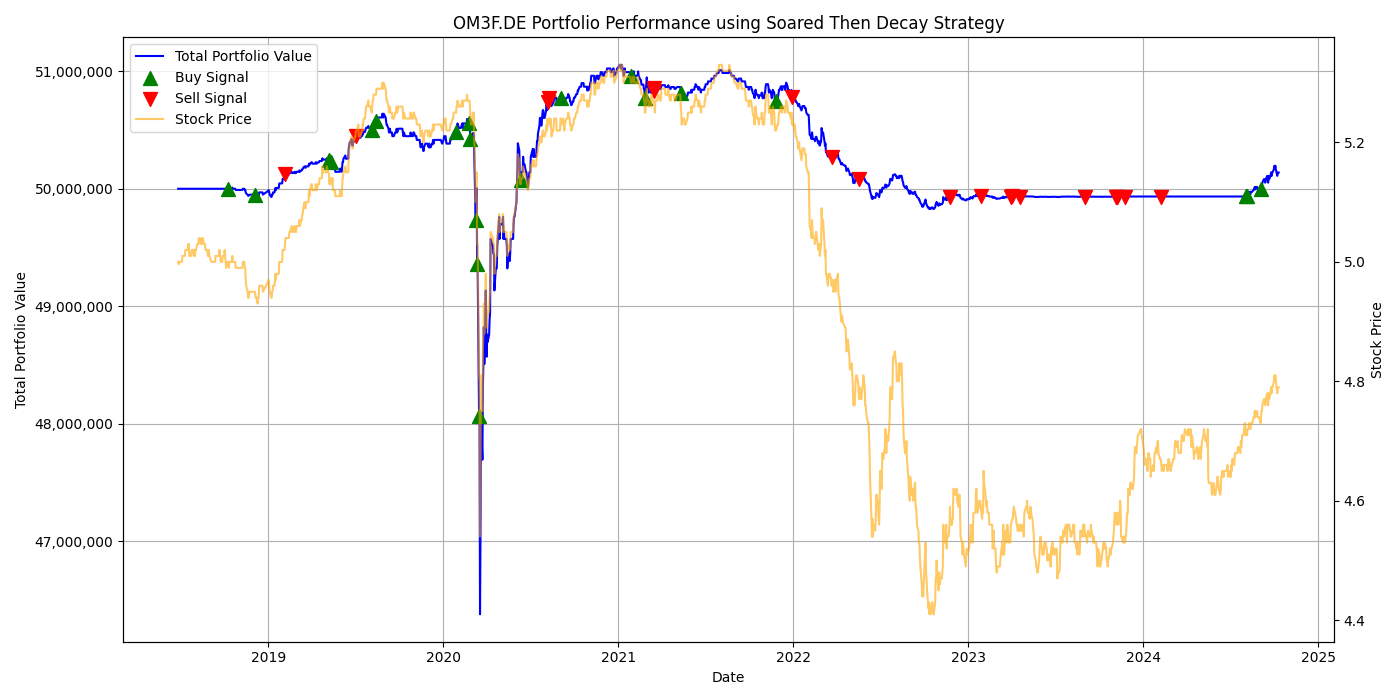 OM3F.DE Portfolio Performance using Soared Then Decay Strategy
Total Portfolio Value
Buy Signal
Sell Signal
Stock Price
51,000,000
50,000,000
49,000,000
48,000,000
47,000,000
Total Portfolio Value
5.2
5.0
4.8
4.6
4.4
Stock Price
2019
2020
2021
2022
2023
2024
2025
Date